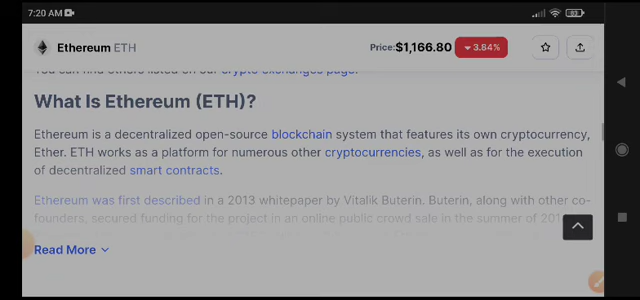 7:20 AM
Ethereum ETH
Price:$1,166.80 3.84%
crypto exchanges page.
What Is Ethereum (ETH)?
Ethereum is a decentralized open-source blockchain system that features its own cryptocurrency,
Ether. ETH works as a platform for numerous other cryptocurrencies, as well as for the execution
of decentralized smart contracts.
Ethereum was first described in a 2013 whitepaper by Vitalik Buterin. Buterin, along with other co-
founders, secured funding for the project in an online public crowd sale in the summer of
Read More